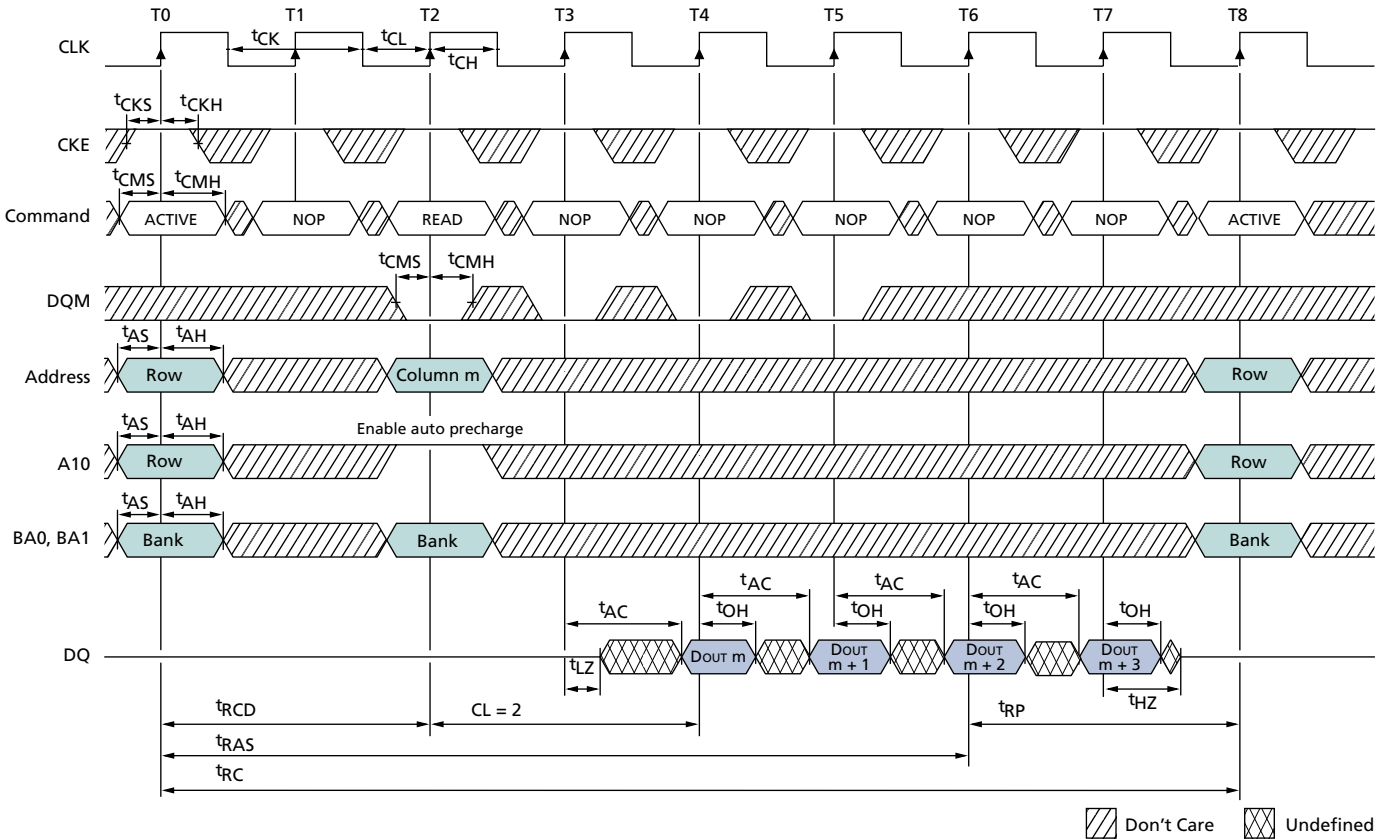 T0 T1 T2 T3 T4 T5 T6 T7 T8
CLK
tCK tCL
tCH
tCKS tCKH
CKE
tCMS tCMH
Command ACTIVE NOP READ NOP NOP NOP NOP NOP ACTIVE
tCMS tCMH
DQM
tAS tAH
Address Row Column m Row
Enable auto precharge
tAS tAH
A10 Row Row
tAS tAH
BA0, BA1 Bank Bank Bank
tAC tAC tAC
tAC tOH tOH tOH tOH
DQ DOUT m DOUT m + 1 DOUT m + 2 DOUT m + 3
tLZ tHZ
tRCD CL = 2 tRP
tRAS
tRC
Don't Care Undefined